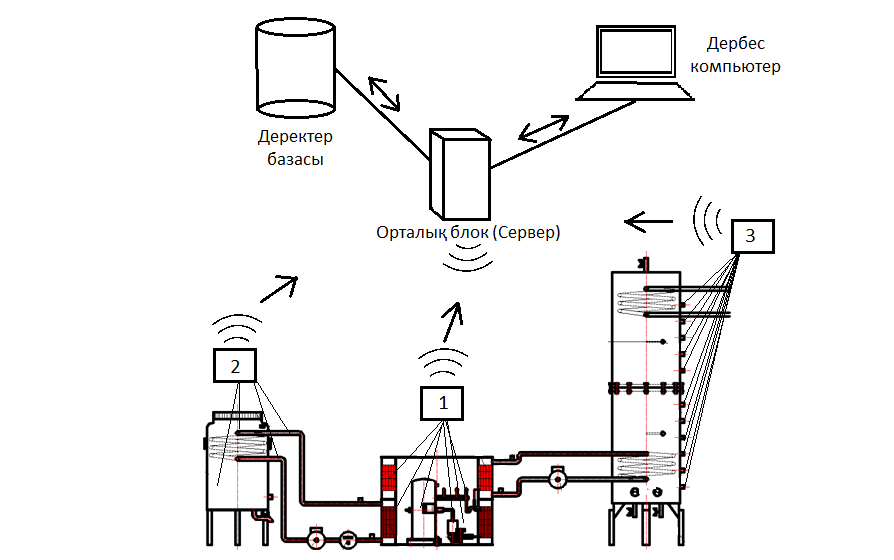 Дербес
компьютер
Деректер
базасы
Орталық блок (Сервер)
3
2
1